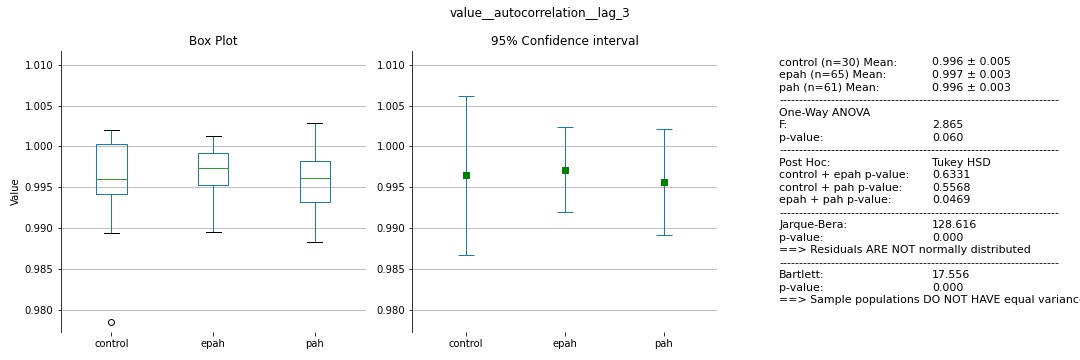 value__autocorrelation__lag_3
Box Plot
1.010
1.005
1.000
0.995
0.990
0.985
0.980
Value
control epah pah
95% Confidence interval
1.010
1.005
1.000
0.995
0.990
0.985
0.980
control epah pah
control (n=30) Mean: 0.996 ± 0.005
epah (n=65) Mean: 0.997 ± 0.003
pah (n=61) Mean: 0.996 ± 0.003
One-Way ANOVA
F: 2.865
p-value: 0.060
Post Hoc: Tukey HSD
control + epah p-value: 0.6331
control + pah p-value: 0.5568
epah + pah p-value: 0.0469
Jarque-Bera: 128.616
p-value: 0.000
==> Residuals ARE NOT normally distributed
Bartlett: 17.556
p-value: 0.000
==> Sample populations DO NOT HAVE equal varianc